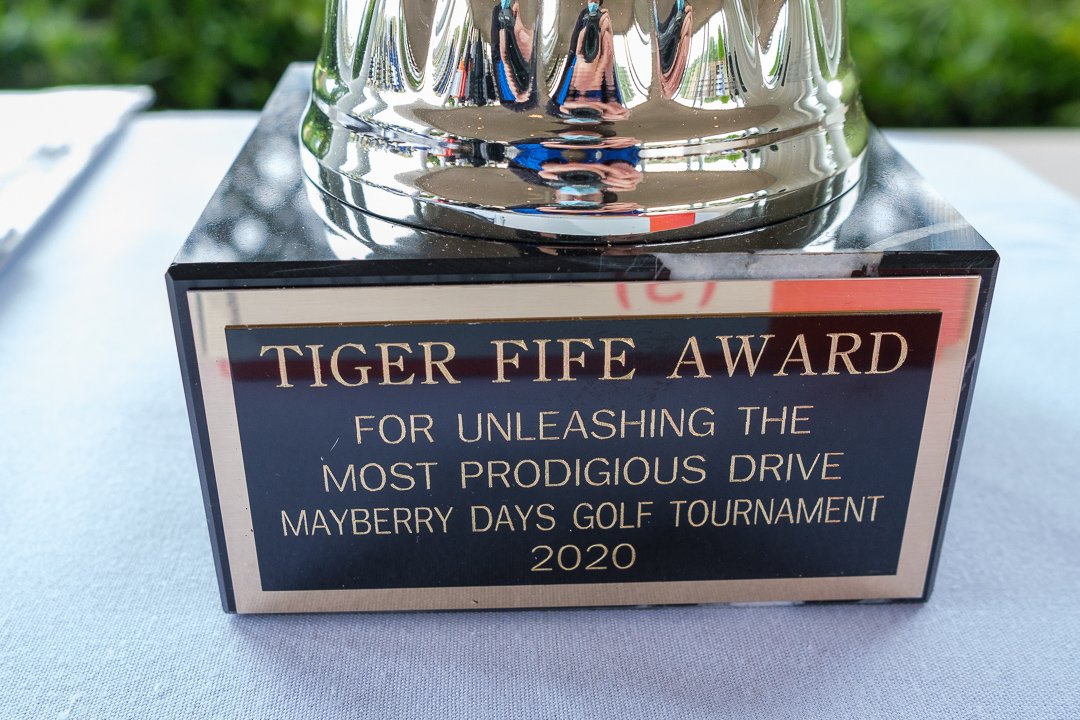 TIGER FIFE AWARD
FOR UNLEASHING THE
MOST PRODIGIOUS DRIVE
MAYBERRY DAYS GOLF TOURNAMENT
2020